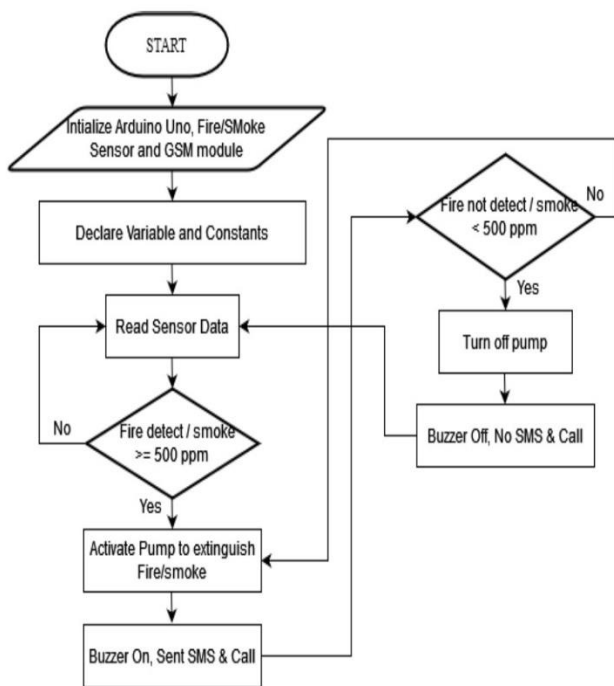 START
Intialize Arduino Uno, Fire/SMoke
Sensor and GSM module
Declare Variable and Constants
Read Sensor Data
No
Fire detect / smoke
>= 500 ppm
Yes
Activate Pump to extinguish
Fire/smoke
Buzzer On, Sent SMS & Call
Fire not detect / smoke
< 500 ppm
No
Yes
Turn off pump
Buzzer Off, No SMS & Call